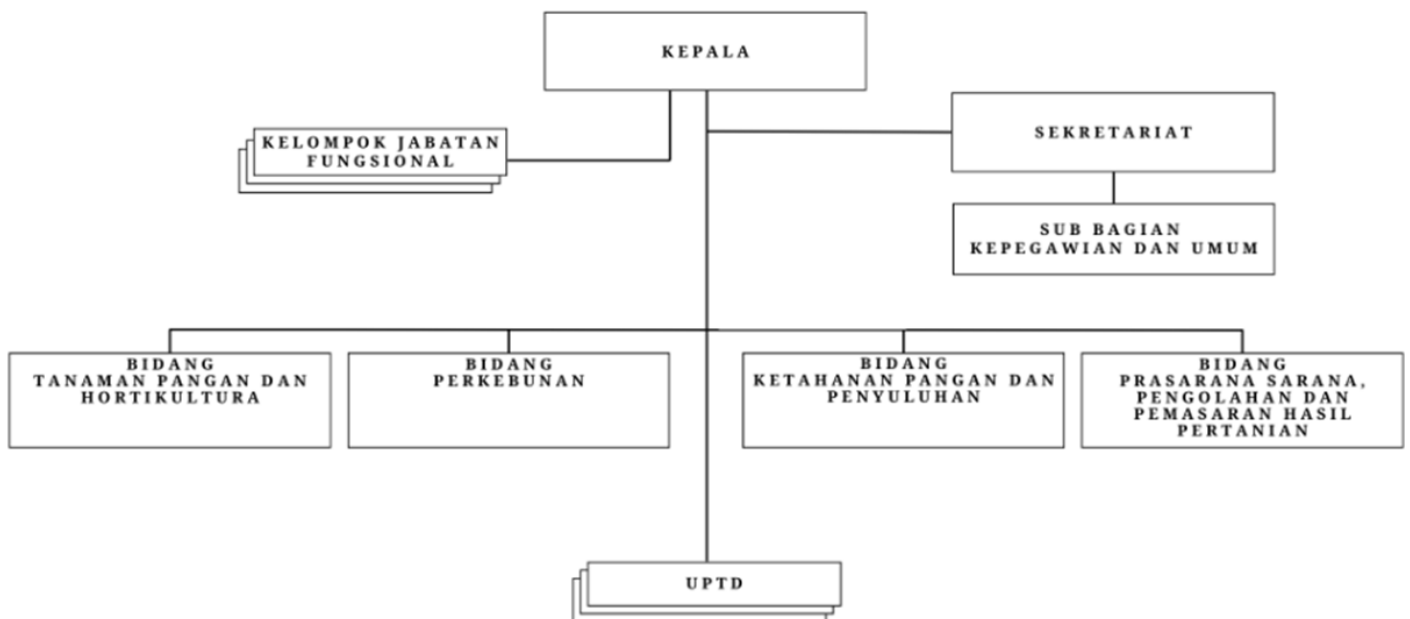 KEPALA
KELOMPOK JABATAN
FUNGSIONAL
SEKRETARIAT
SUB BAGIAN
KEPEGAWIAN DAN UMUM
BIDANG
TANAMAN PANGAN DAN
HORTIKULTURA
BIDANG
PERKEBUNAN
BIDANG
KETAHANAN PANGAN DAN
PENYULUHAN
BIDANG
PRASARANA SARANA,
PENGOLAHAN DAN
PEMASARAN HASIL
PERTANIAN
UPTD